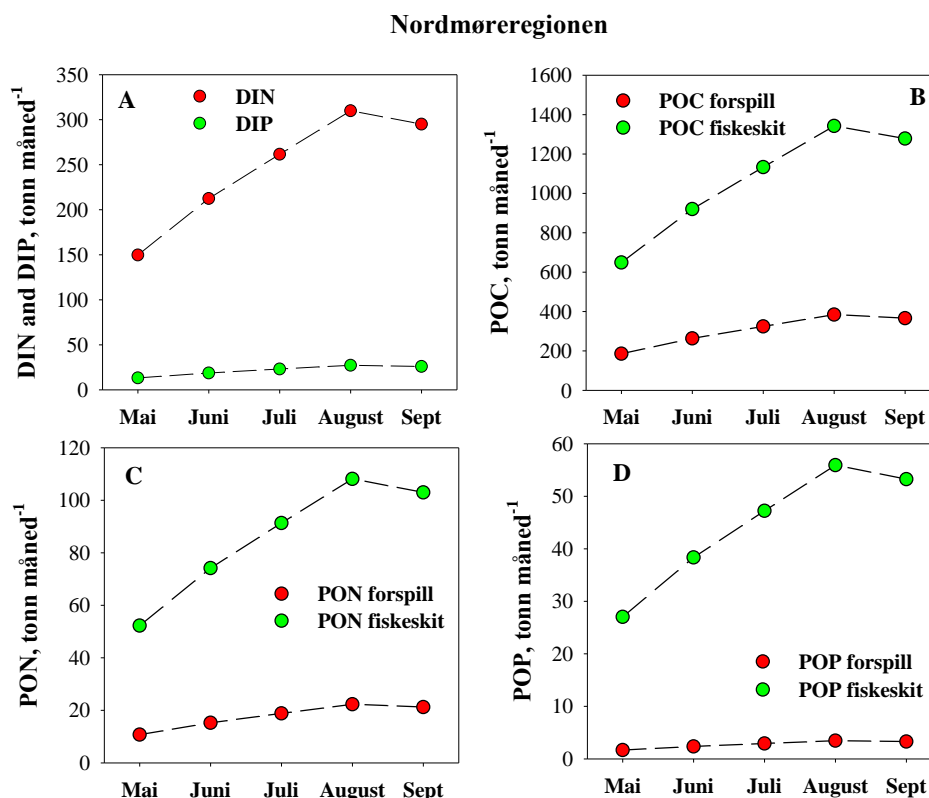 Nordmøreregionen
A
DIN
DIP
DIN and DIP, tonn måned-1
350
300
250
200
150
100
50
0
Mai Juni Juli August Sept
B
POC forspill
POC fiskeskit
POC, tonn måned-1
1600
1400
1200
1000
800
600
400
200
0
Mai Juni Juli August Sept
C
PON forspill
PON fiskeskit
PON, tonn måned-1
120
100
80
60
40
20
0
Mai Juni Juli August Sept
D
POP forspill
POP fiskeskit
POP, tonn måned-1
60
50
40
30
20
10
0
Mai Juni Juli August Sept